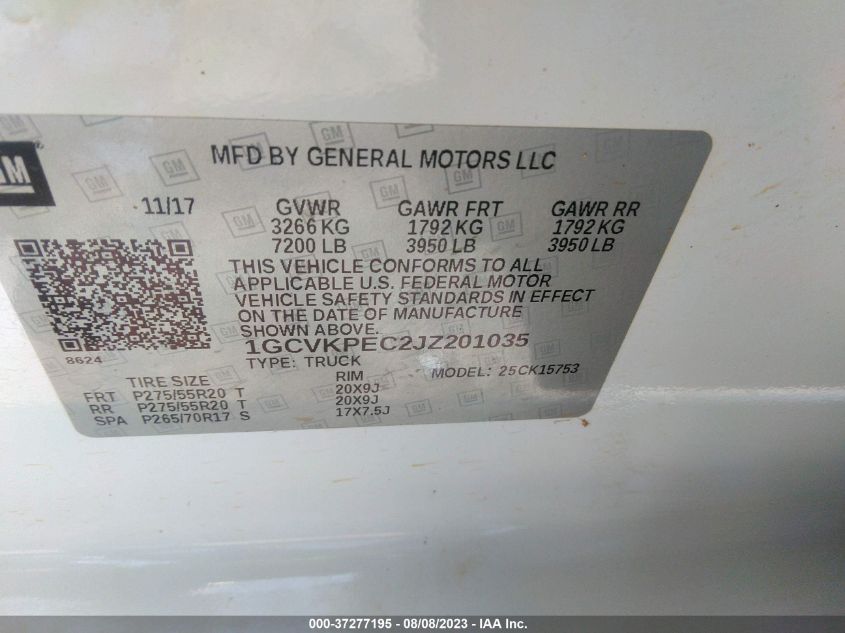 GM
MFD BY GENERAL MOTORS LLC
11/17 GVWR GAWR FRT GAWR RR
3266 KG 1792 KG 1792 KG
7200 LB 3950 LB 3950 LB
THIS VEHICLE CONFORMS TO ALL
APPLICABLE U.S. FEDERAL MOTOR
VEHICLE SAFETY STANDARDS IN EFFECT
ON THE DATE OF MANUFACTURE
SHOWN ABOVE.
8624
1GCVKPEC2JZ201035
TYPE: TRUCK MODEL: 25CK15753
TIRE SIZE RIM
FRT P275/55R20 T 20X9J
RR P275/55R20 T 20X9J
SPA P265/70R17 S 17X7.5J
000-37277195 - 08/08/2023 - IAA Inc.